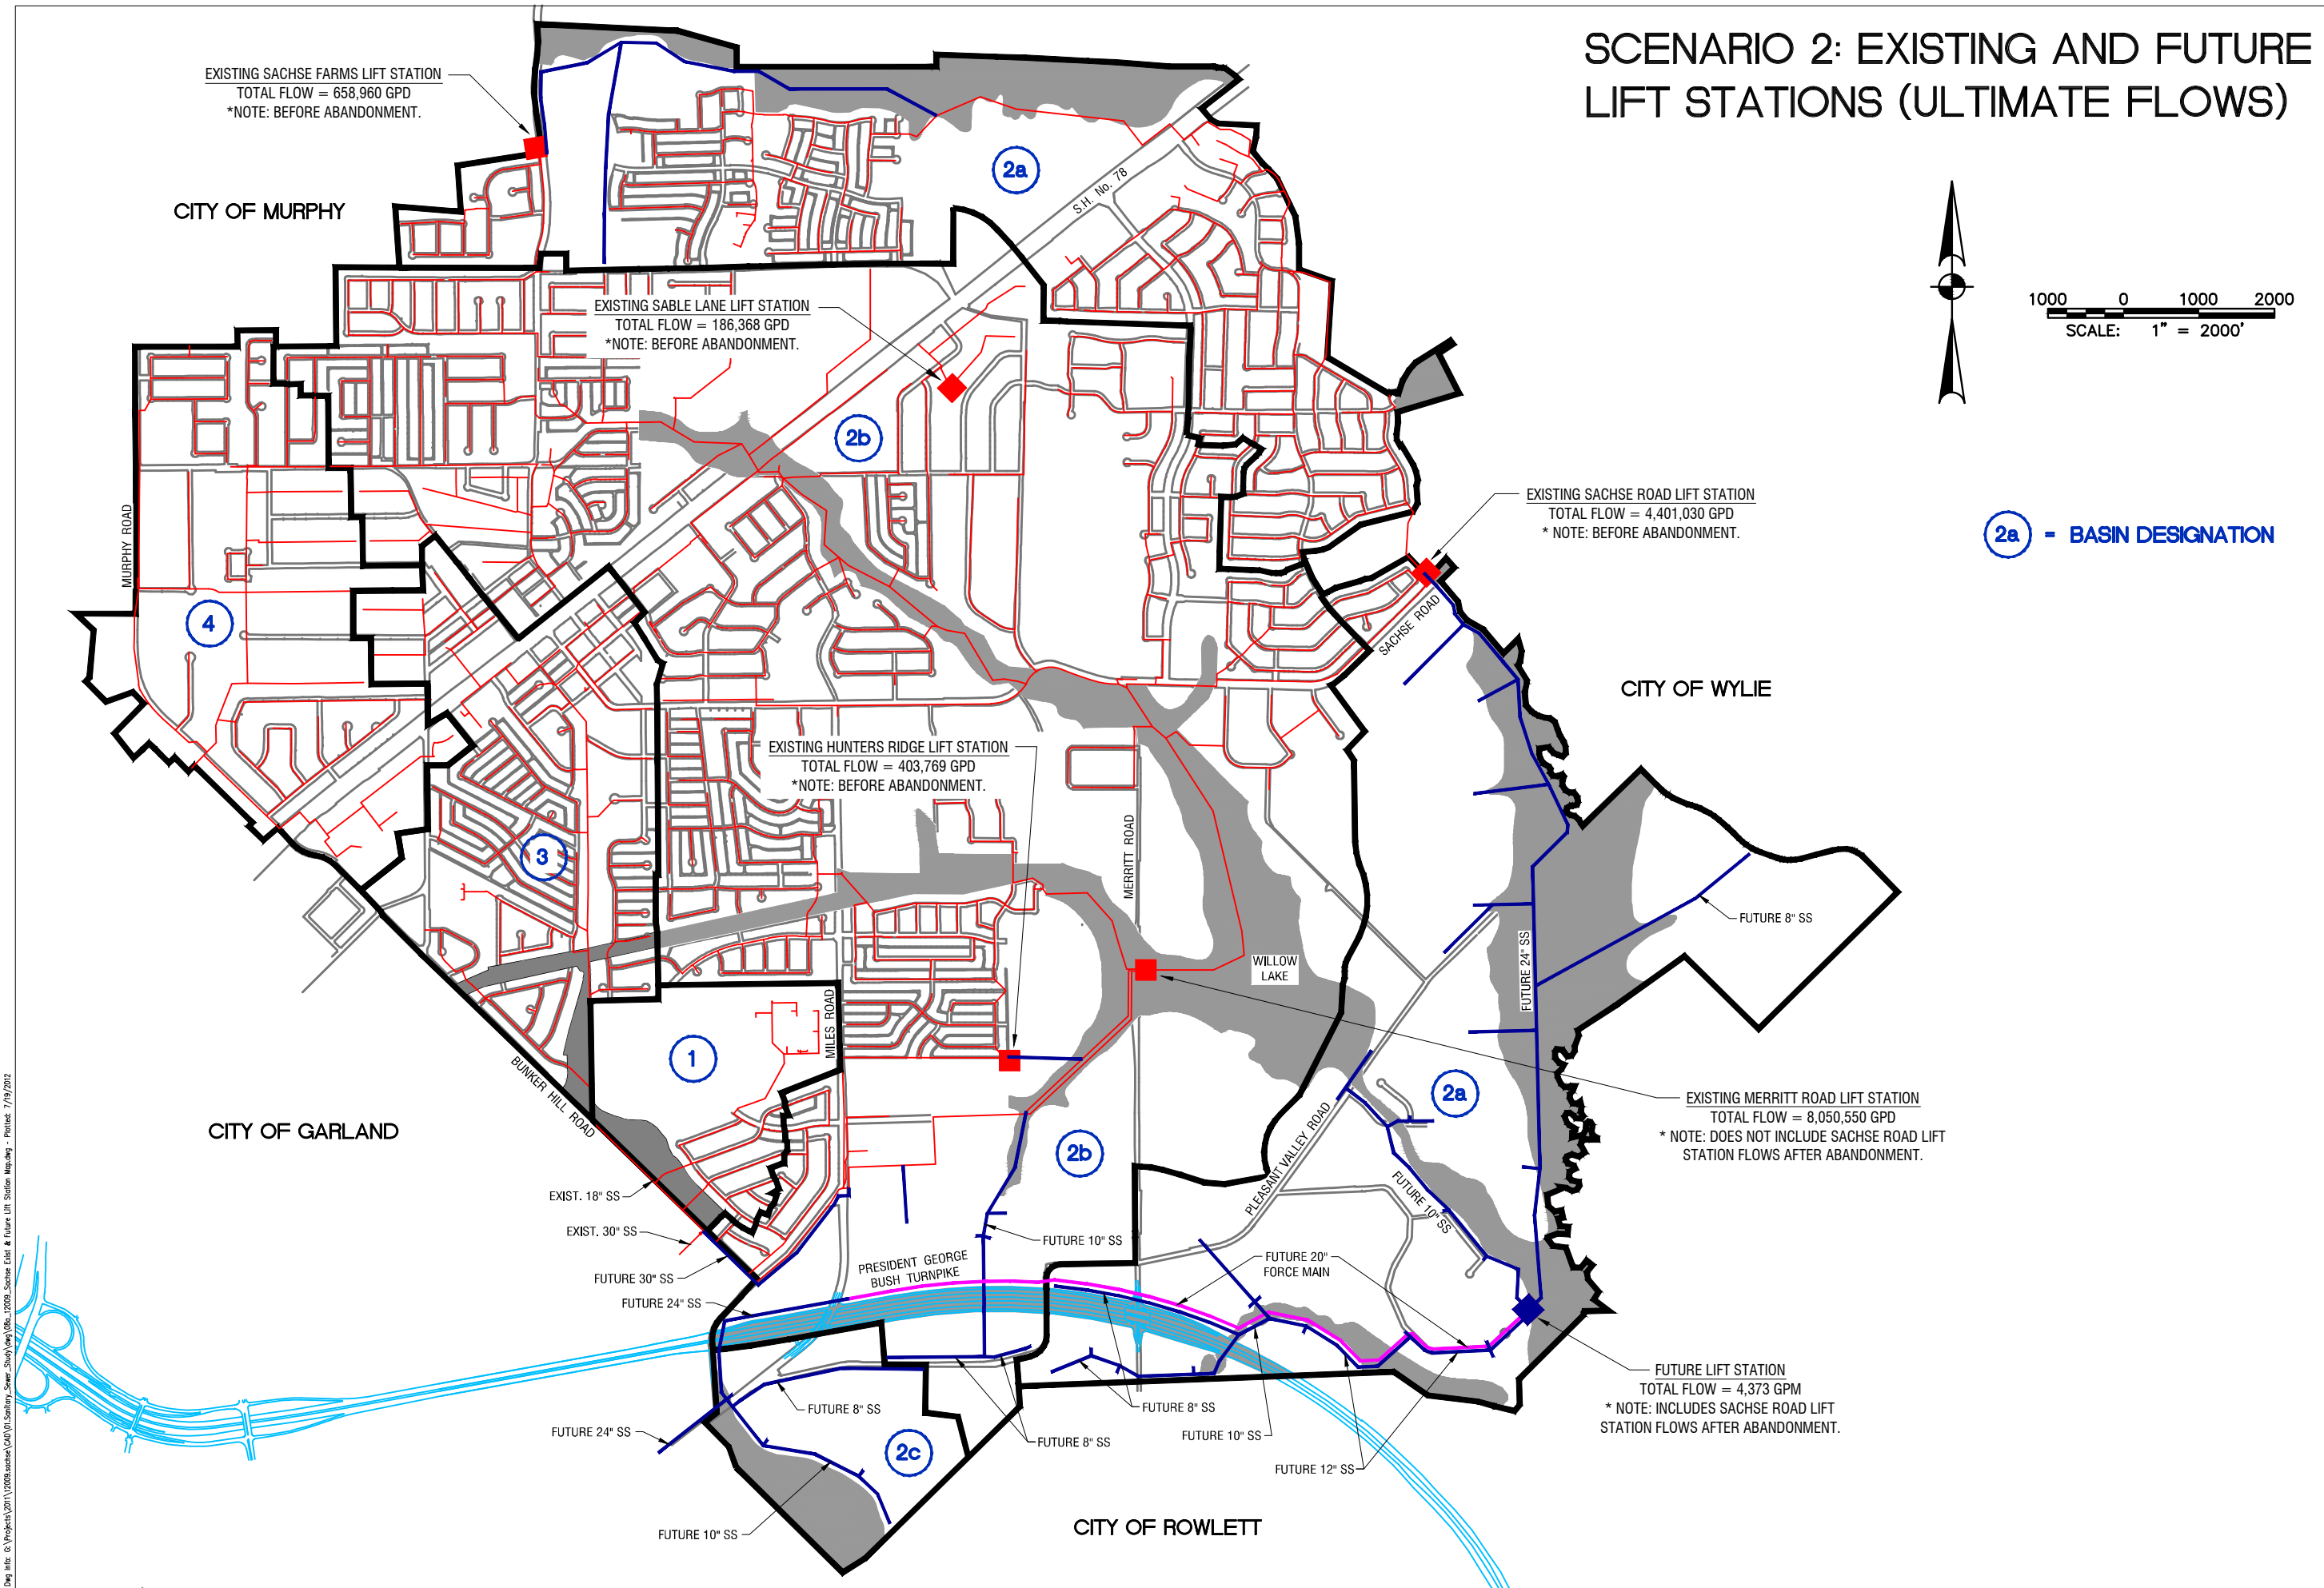 SCENARIO 2: EXISTING AND FUTURE
LIFT STATIONS (ULTIMATE FLOWS)
EXISTING SACHSE FARMS LIFT STATION
TOTAL FLOW = 658,960 GPD
*NOTE: BEFORE ABANDONMENT.
CITY OF MURPHY
2a
S.H. No. 78
1000 0 1000 2000
SCALE: 1" = 2000'
EXISTING SABLE LANE LIFT STATION
TOTAL FLOW = 186,368 GPD
*NOTE: BEFORE ABANDONMENT.
2b
EXISTING SACHSE ROAD LIFT STATION
TOTAL FLOW = 4,401,030 GPD
* NOTE: BEFORE ABANDONMENT.
2a = BASIN DESIGNATION
MURPHY ROAD
4
SACHSE ROAD
CITY OF WYLIE
EXISTING HUNTERS RIDGE LIFT STATION
TOTAL FLOW = 403,769 GPD
*NOTE: BEFORE ABANDONMENT.
MERRITT ROAD
3
FUTURE 8" SS
FUTURE 24" SS
WILLOW
LAKE
MILES ROAD
1
BUNKER HILL ROAD
2a
EXISTING MERRITT ROAD LIFT STATION
TOTAL FLOW = 8,050,550 GPD
* NOTE: DOES NOT INCLUDE SACHSE ROAD LIFT
STATION FLOWS AFTER ABANDONMENT.
CITY OF GARLAND
2b
PLEASANT VALLEY ROAD
FUTURE 10" SS
EXIST. 18" SS
EXIST. 30" SS
FUTURE 10" SS
PRESIDENT GEORGE
BUSH TURNPIKE
FUTURE 20"
FORCE MAIN
FUTURE 30" SS
FUTURE 24" SS
FUTURE LIFT STATION
TOTAL FLOW = 4,373 GPM
* NOTE: INCLUDES SACHSE ROAD LIFT
STATION FLOWS AFTER ABANDONMENT.
FUTURE 8" SS
FUTURE 8" SS
FUTURE 24" SS
FUTURE 8" SS
FUTURE 10" SS
2c
FUTURE 12" SS
FUTURE 10" SS
CITY OF ROWLETT